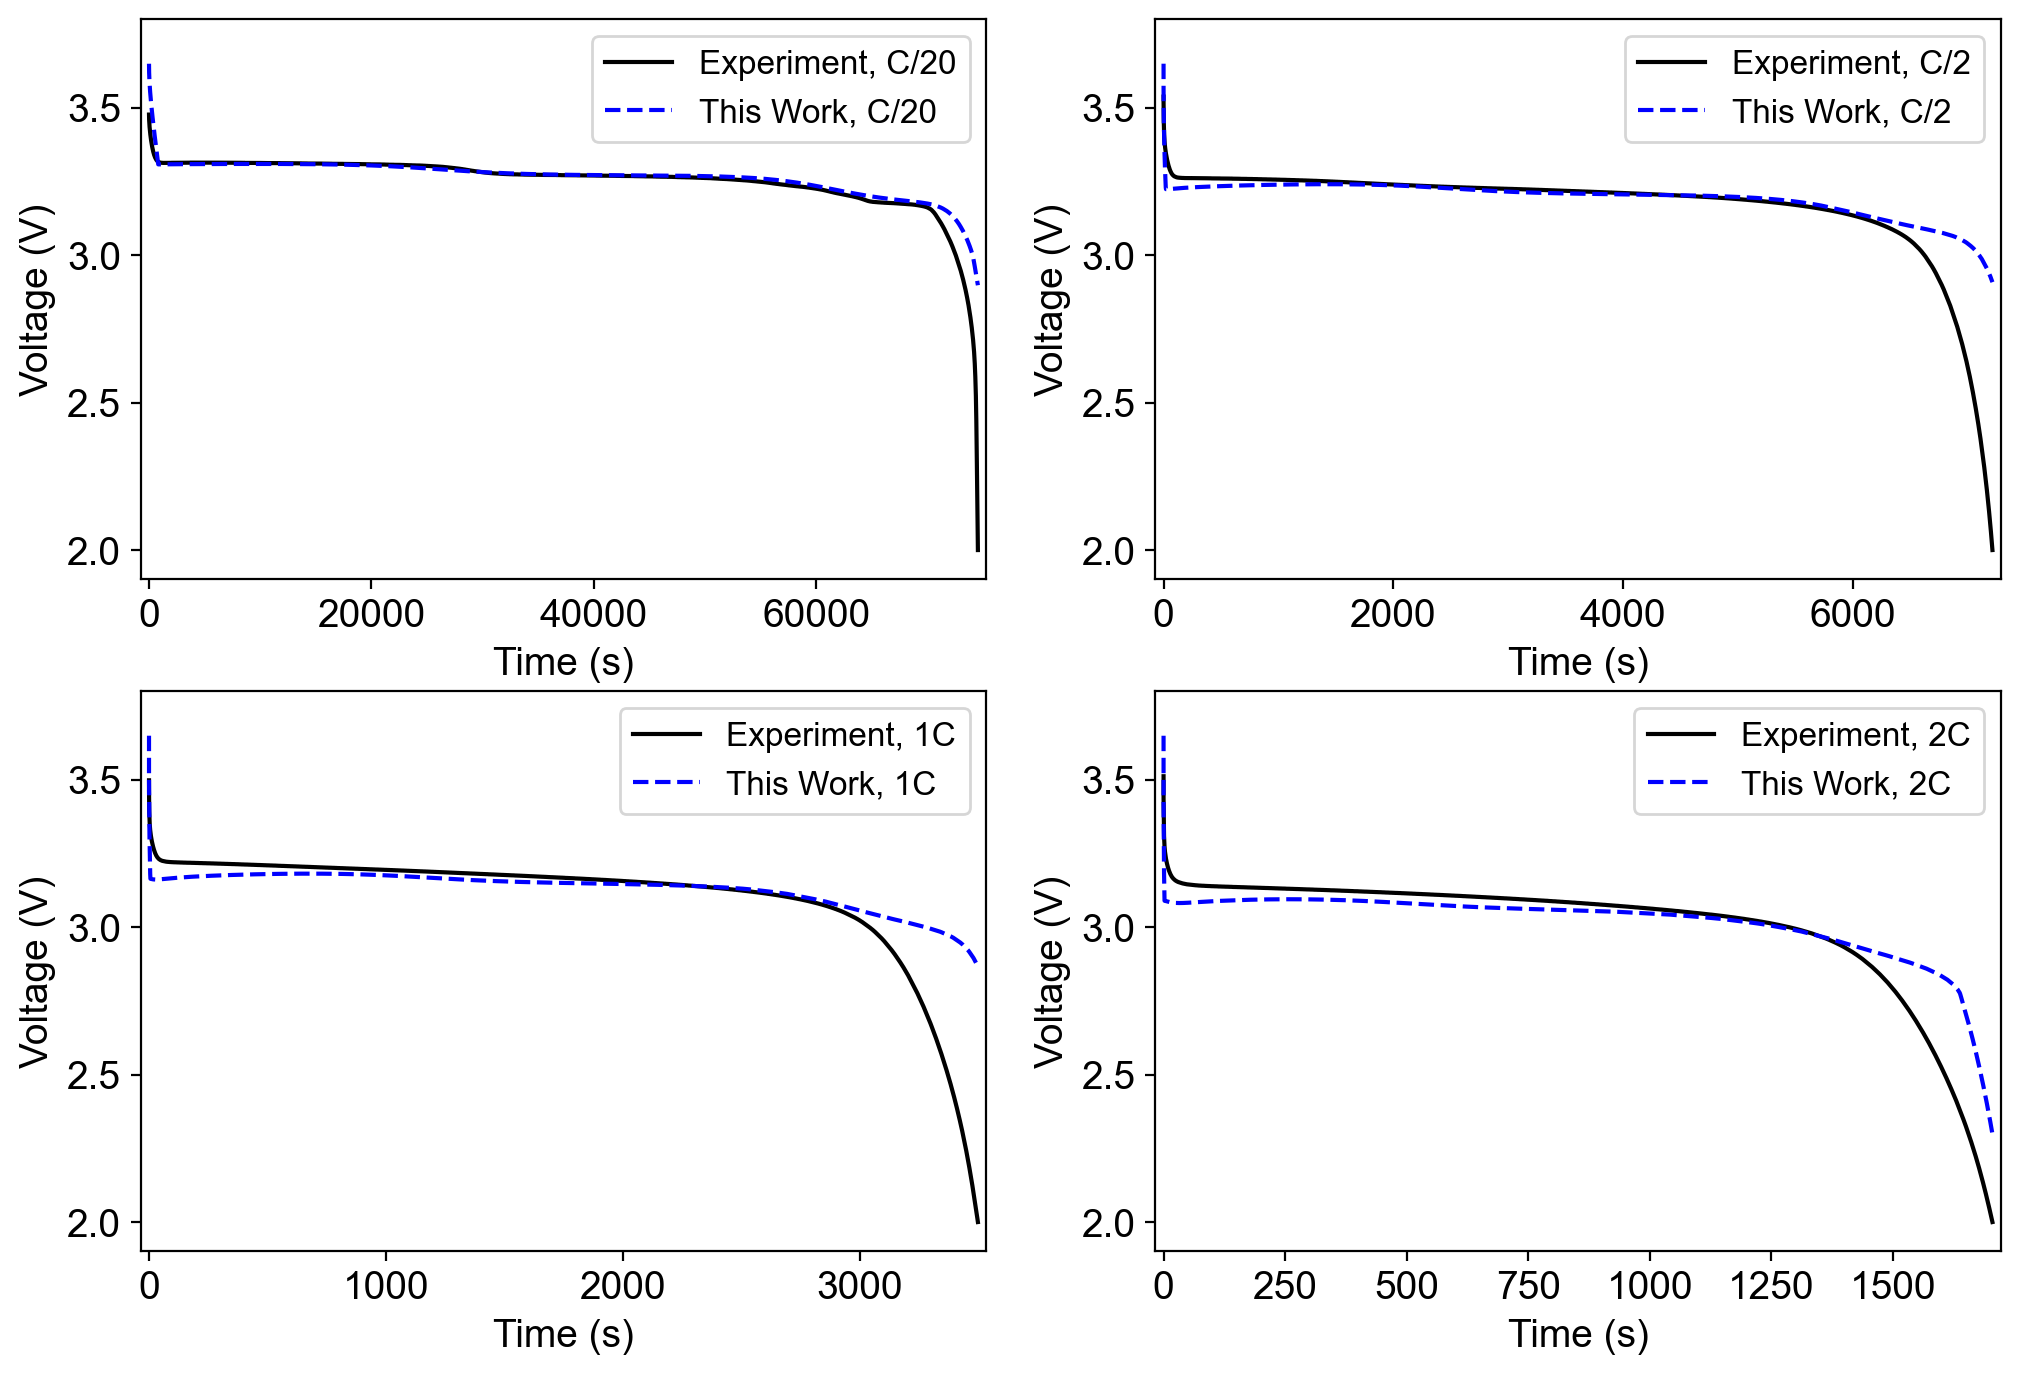 Experiment, C/20
This Work, C/20
3.5
3.0
2.5
2.0
Voltage (V)
0 20000 40000 60000
Time (s)
Experiment, C/2
This Work, C/2
3.5
3.0
2.5
2.0
Voltage (V)
0 2000 4000 6000
Time (s)
Experiment, 1C
This Work, 1C
3.5
3.0
2.5
2.0
Voltage (V)
0 1000 2000 3000
Time (s)
Experiment, 2C
This Work, 2C
3.5
3.0
2.5
2.0
Voltage (V)
0 250 500 750 1000 1250 1500
Time (s)